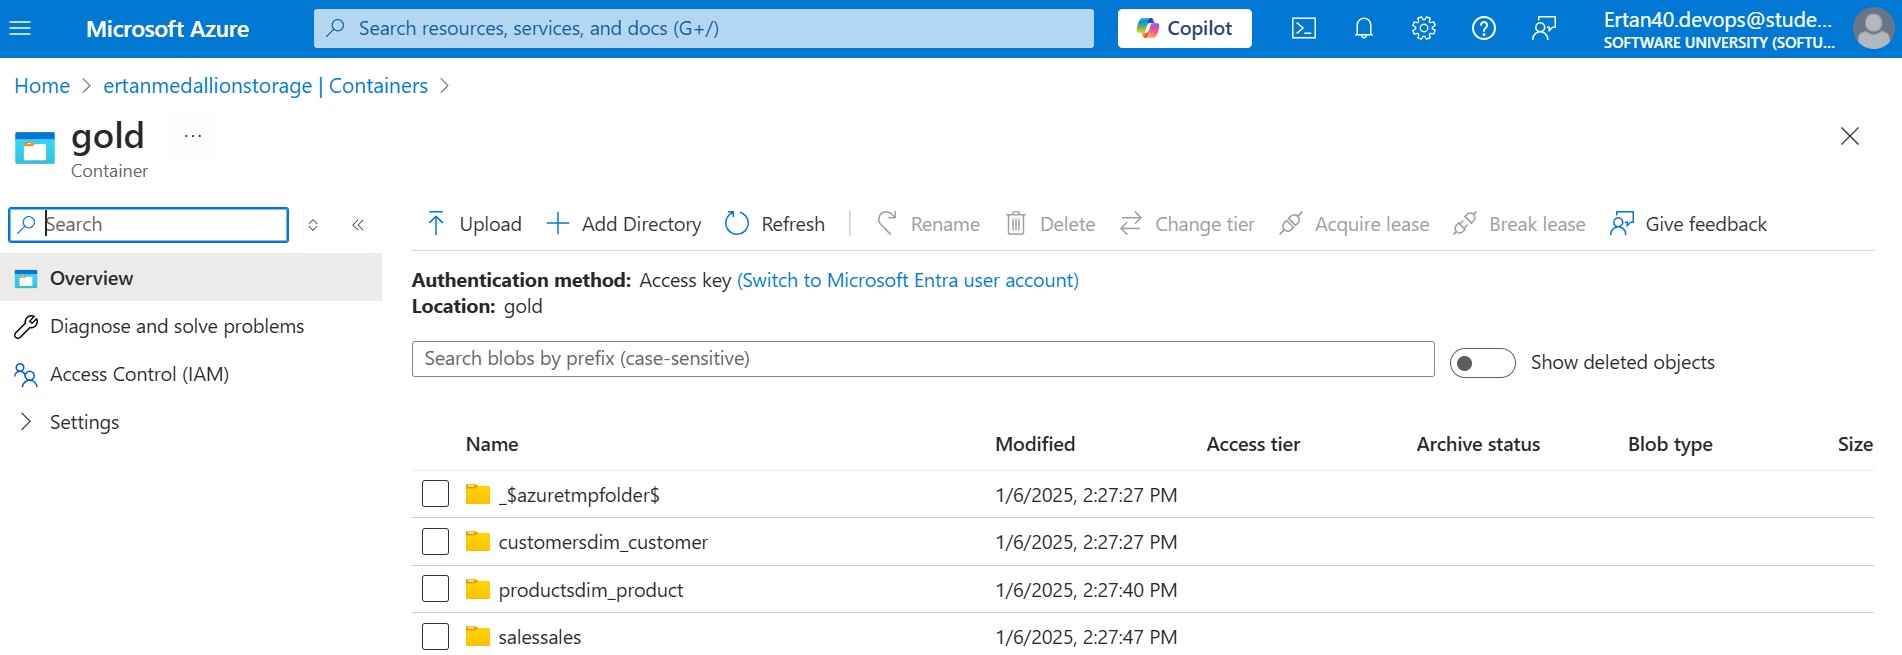 Microsoft Azure
Search resources, services, and docs (G+/)
Copilot
Ertan40.devops@stude...
SOFTWARE UNIVERSITY (SOFTU...
Home > ertanmedallionstorage | Containers >
gold ...
Container
Search
Overview
Diagnose and solve problems
Access Control (IAM)
Settings
Upload Add Directory Refresh Rename Delete Change tier Acquire lease Break lease Give feedback
Authentication method: Access key (Switch to Microsoft Entra user account)
Location: gold
Search blobs by prefix (case-sensitive)
Show deleted objects
Name Modified Access tier Archive status Blob type Size
_$azuretmpfolder$ 1/6/2025, 2:27:27 PM
customersdim_customer 1/6/2025, 2:27:27 PM
productsdim_product 1/6/2025, 2:27:40 PM
salessales 1/6/2025, 2:27:47 PM